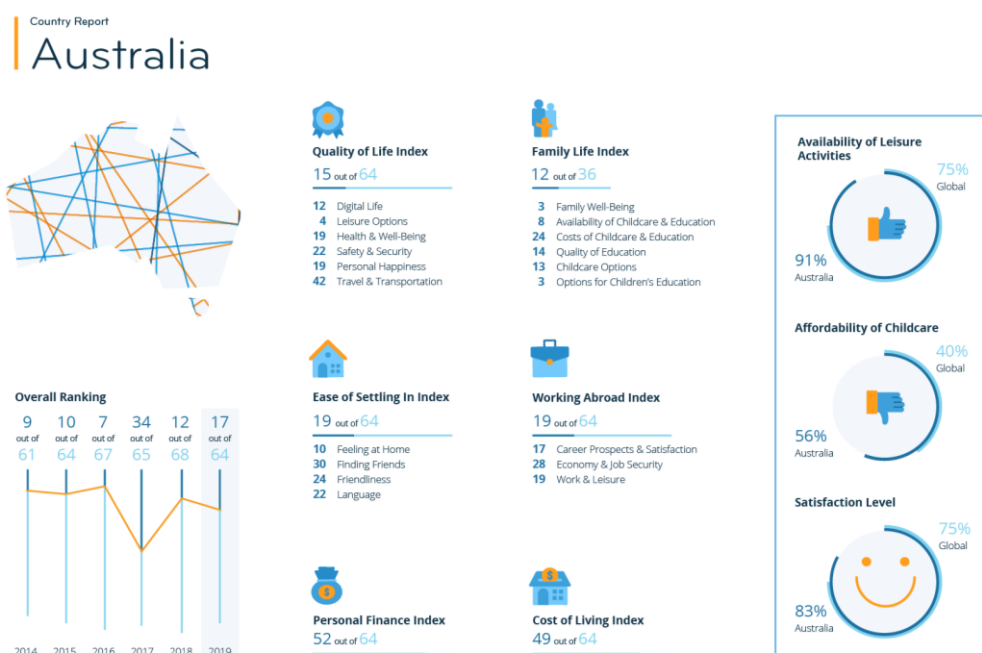 Country Report
Australia
Quality of Life Index
15 out of 64
12 Digital Life
4 Leisure Options
19 Health & Well-Being
22 Safety & Security
19 Personal Happiness
42 Travel & Transportation
Family Life Index
12 out of 36
3 Family Well-Being
8 Availability of Childcare & Education
24 Costs of Childcare & Education
14 Quality of Education
13 Childcare Options
3 Options for Children's Education
Availability of Leisure
Activities
75%
Global
91%
Australia
Overall Ranking
9 10 7 34 12 17
out of out of out of out of out of out of
61 64 67 65 68 64
2014 2015 2016 2017 2018 2019
Ease of Settling In Index
19 out of 64
10 Feeling at Home
30 Finding Friends
24 Friendliness
22 Language
Working Abroad Index
19 out of 64
17 Career Prospects & Satisfaction
28 Economy & Job Security
19 Work & Leisure
Affordability of Childcare
40%
Global
56%
Australia
Personal Finance Index
52 out of 64
$
Cost of Living Index
49 out of 64
$
Satisfaction Level
75%
Global
83%
Australia